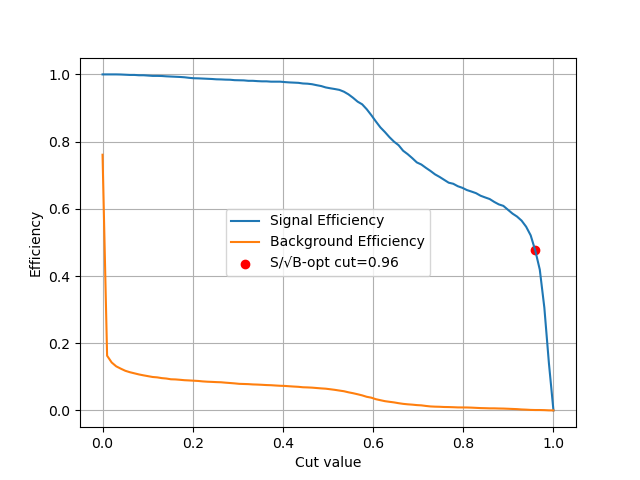 1.0
0.8
0.6
0.4
0.2
0.0
Efficiency
Signal Efficiency
Background Efficiency
S/√B-opt cut=0.96
0.0 0.2 0.4 0.6 0.8 1.0
Cut value